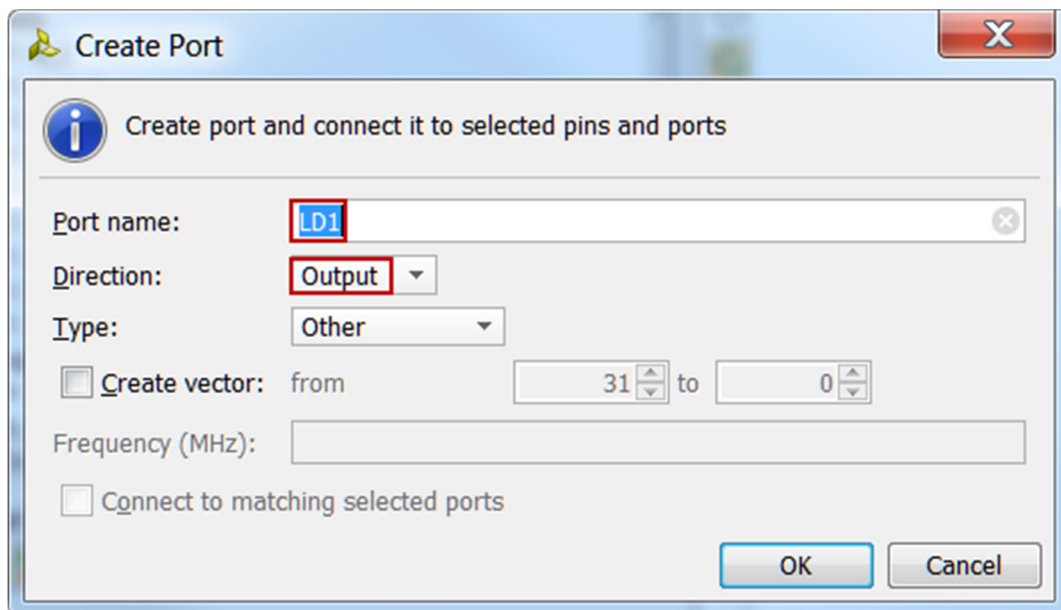 Create Port
Create port and connect it to selected pins and ports
Port name: LD1
Direction: Output
Type: Other
Create vector: from 31 to 0
Frequency (MHz):
Connect to matching selected ports
OK Cancel